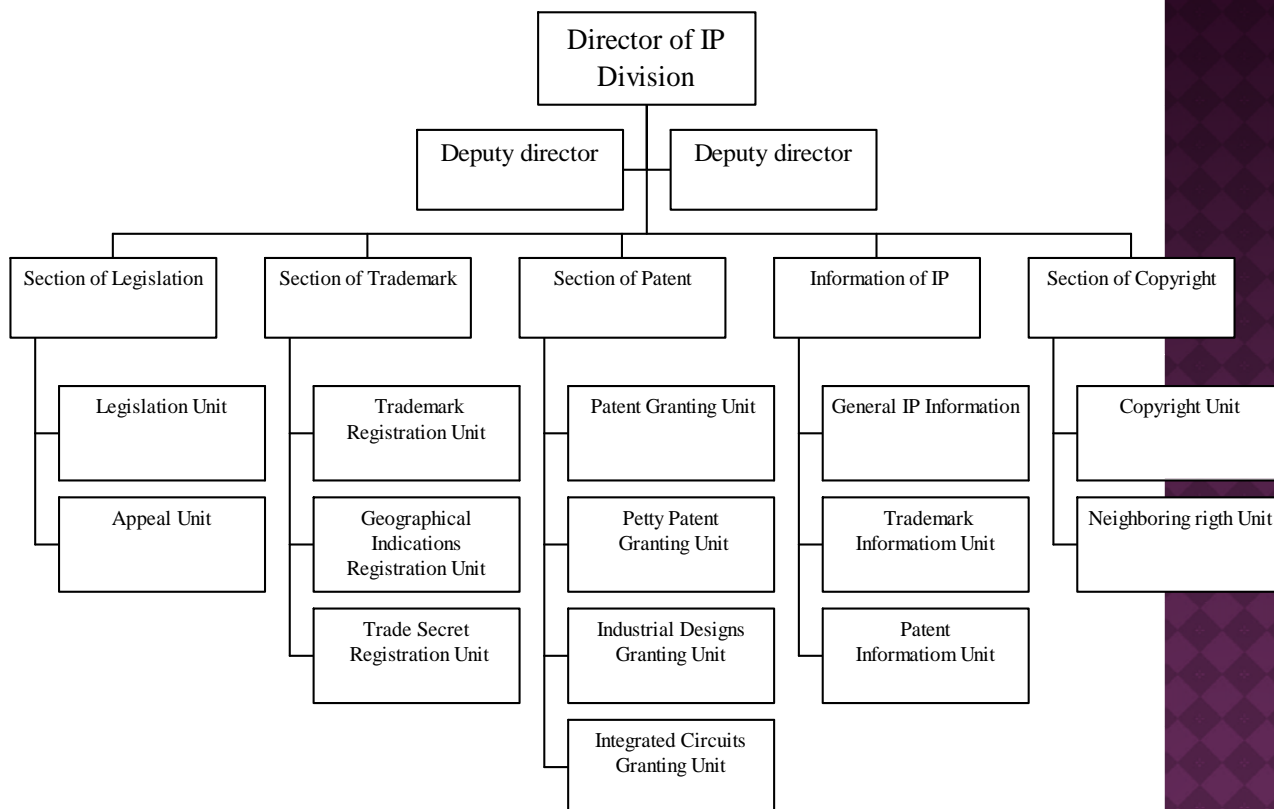 Director of IP
Division
Deputy director
Deputy director
Section of Legislation
Section of Trademark
Section of Patent
Information of IP
Section of Copyright
Legislation Unit
Appeal Unit
Trademark
Registration Unit
Geographical
Indications
Registration Unit
Trade Secret
Registration Unit
Patent Granting Unit
Petty Patent
Granting Unit
Industrial Designs
Granting Unit
Integrated Circuits
Granting Unit
General IP Information
Trademark
Informatiom Unit
Patent
Informatiom Unit
Copyright Unit
Neighboring rigth Unit